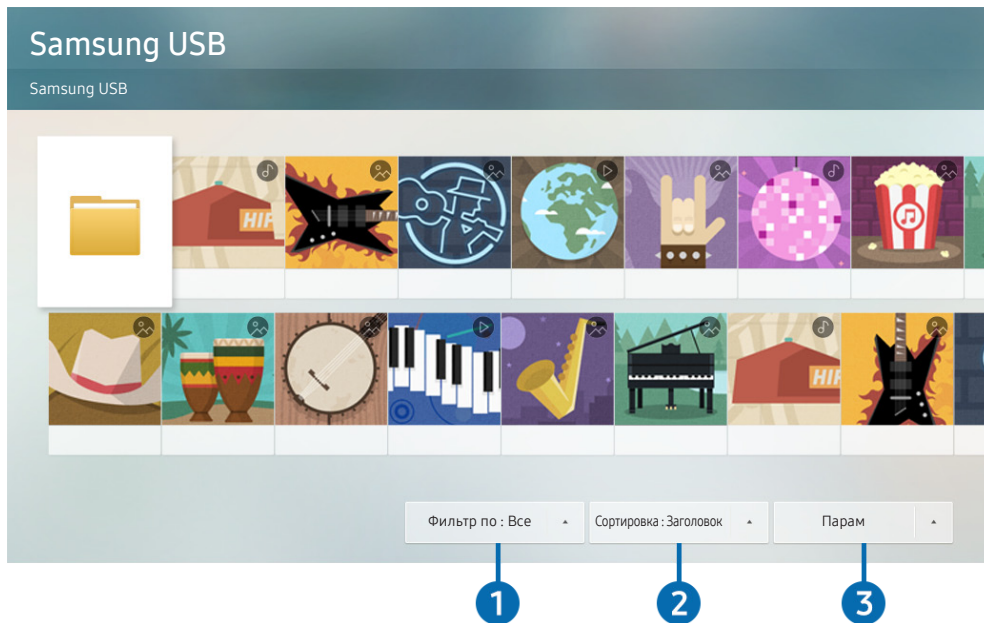 Samsung USB
Samsung USB
HIP
HIP
Фильтр по : Все
Сортировка : Заголовок
Парам
1
2
3